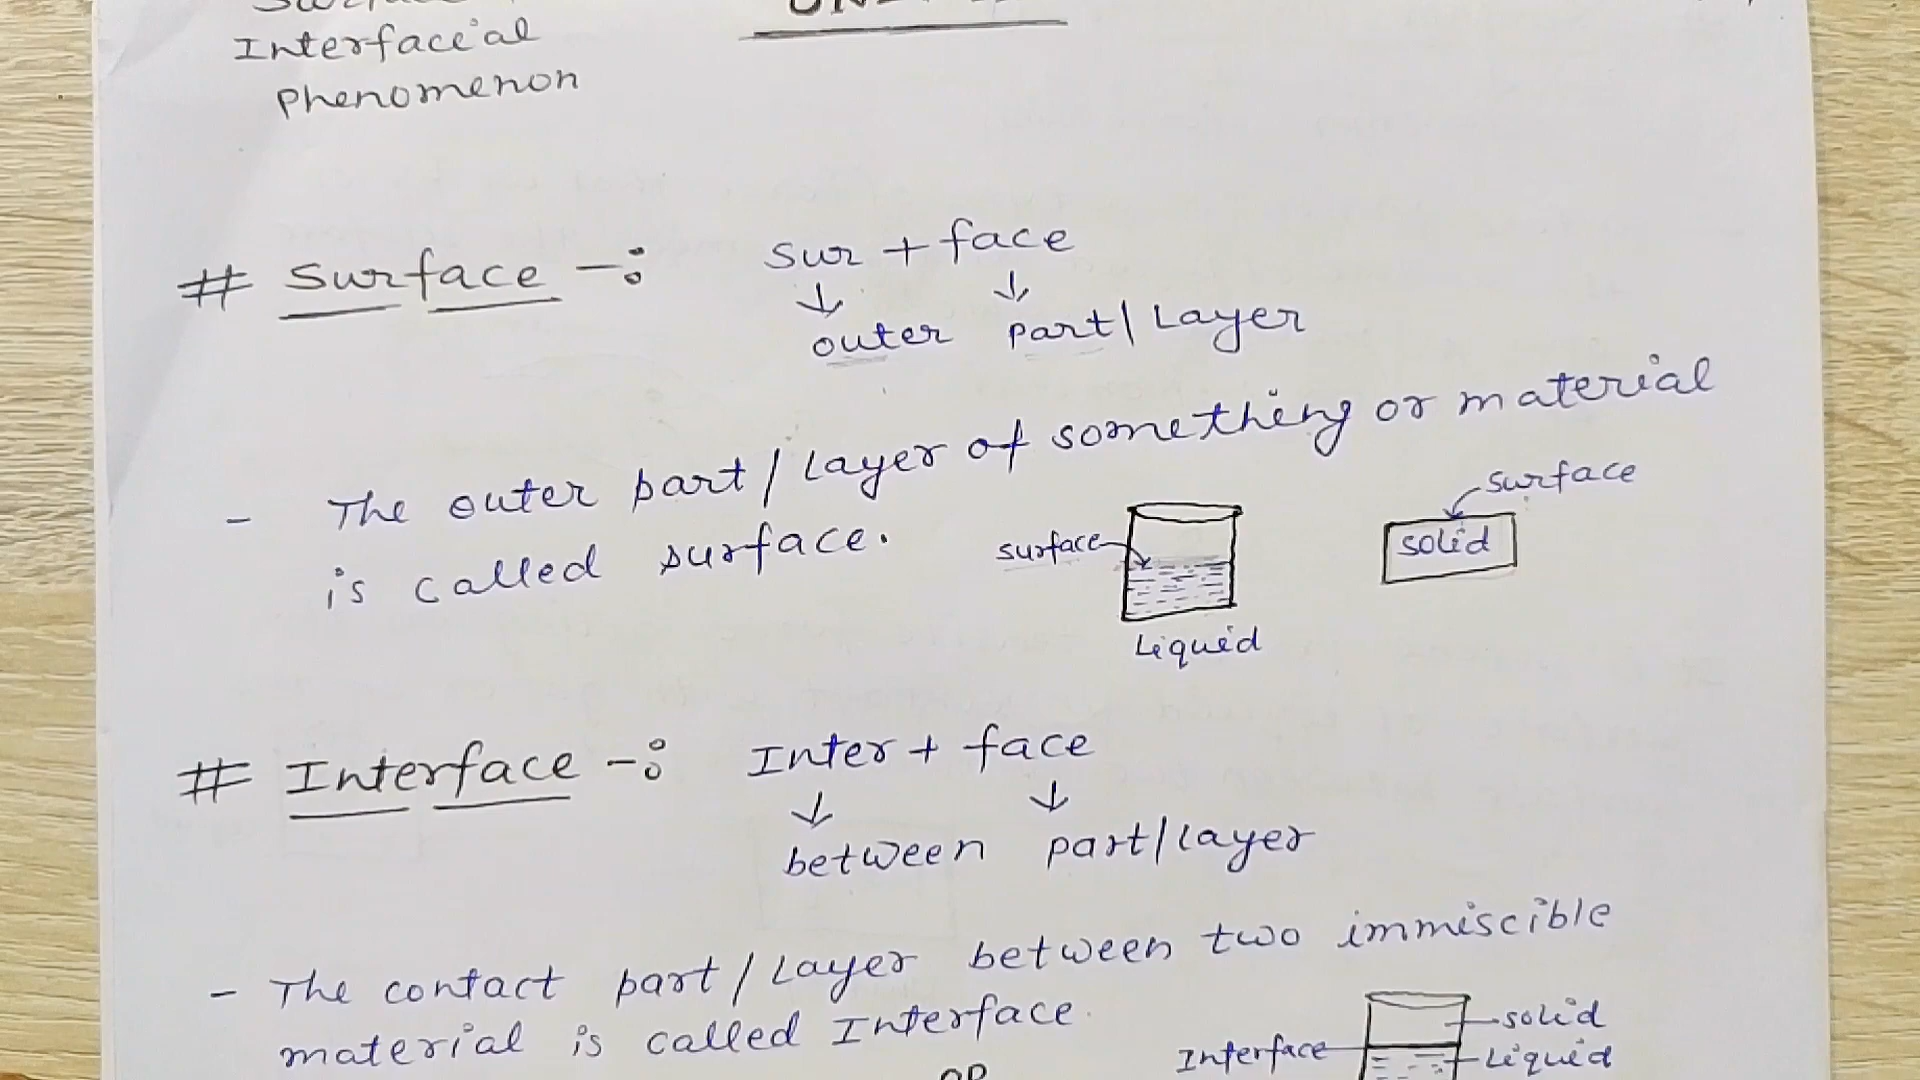 Interfacial
Phenomenon
# Surface -: Sur + face
↓ ↓
outer part/Layer
- The outer part/Layer of something or material
is called surface.
surface
solid
surface
Liquid
# Interface -: Inter + face
↓ ↓
between part/layer
- The contact part/Layer between two immiscible
material is called Interface.
solid
Interface
Liquid
OR